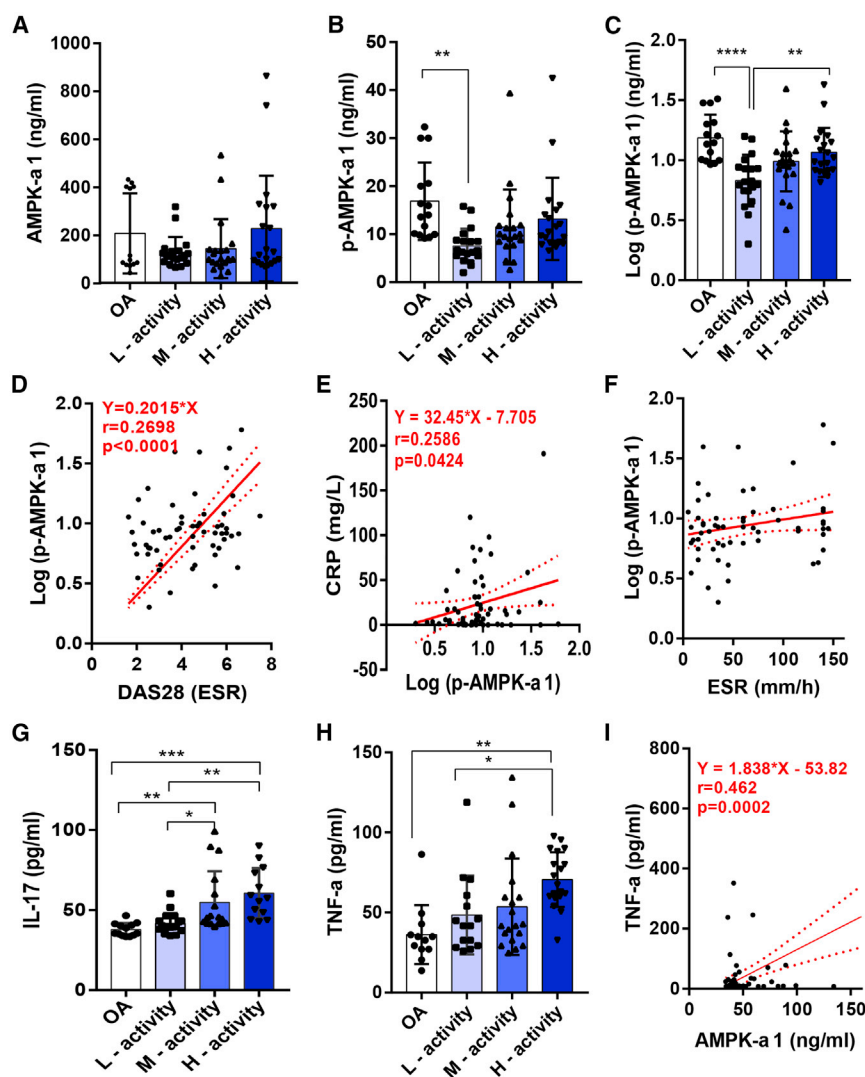 A
AMPK-a1 (ng/ml)
1000
800
600
400
200
0
OA
L - activity
M - activity
H - activity
B
p-AMPK-a1 (ng/ml)
50
40
30
20
10
0
**
OA
L - activity
M - activity
H - activity
C
Log (p-AMPK-a1) (ng/ml)
2.0
1.5
1.0
0.5
0.0
**** **
OA
L - activity
M - activity
H - activity
D
Y=0.2015*X
r=0.2698
p<0.0001
Log (p-AMPK-a1)
2.0
1.5
1.0
0.5
0.0
0 2 4 6 8
DAS28 (ESR)
E
Y = 32.45*X - 7.705
r=0.2586
p=0.0424
CRP (mg/L)
250
200
150
100
50
0
-50
0.5 1.0 1.5 2.0
Log (p-AMPK-a1)
F
Log (p-AMPK-a1)
2.0
1.5
1.0
0.5
0.0
0 50 100 150
ESR (mm/h)
G
IL-17 (pg/ml)
150
100
50
0
***
**
**
*
OA
L - activity
M - activity
H - activity
H
TNF-a (pg/ml)
150
100
50
0
**
*
OA
L - activity
M - activity
H - activity
I
Y = 1.838*X - 53.82
r=0.462
p=0.0002
TNF-a (pg/ml)
800
600
400
200
0
0 50 100 150
AMPK-a1 (ng/ml)